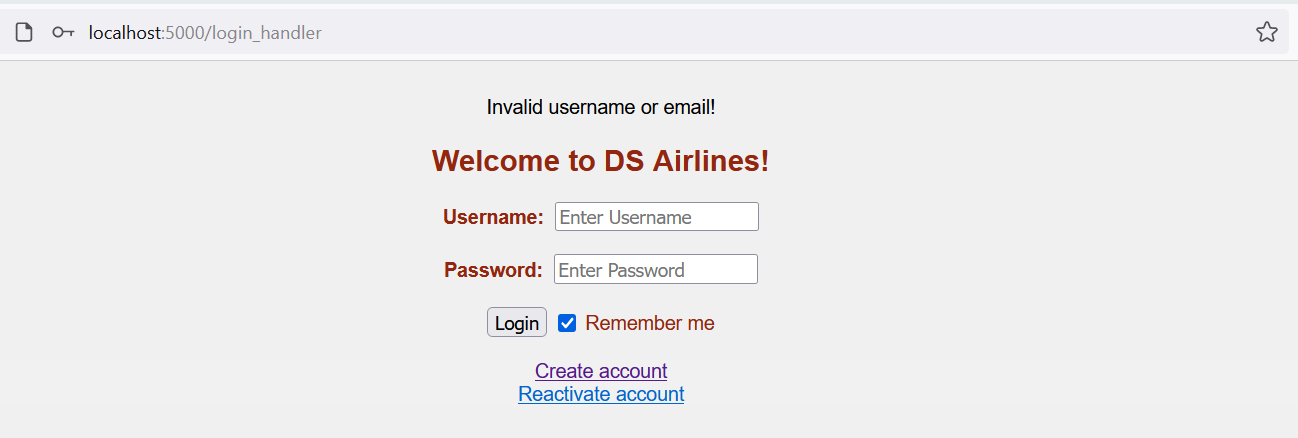 localhost:5000/login_handler
Invalid username or email!
Welcome to DS Airlines!
Username: Enter Username
Password: Enter Password
Login Remember me
Create account
Reactivate account